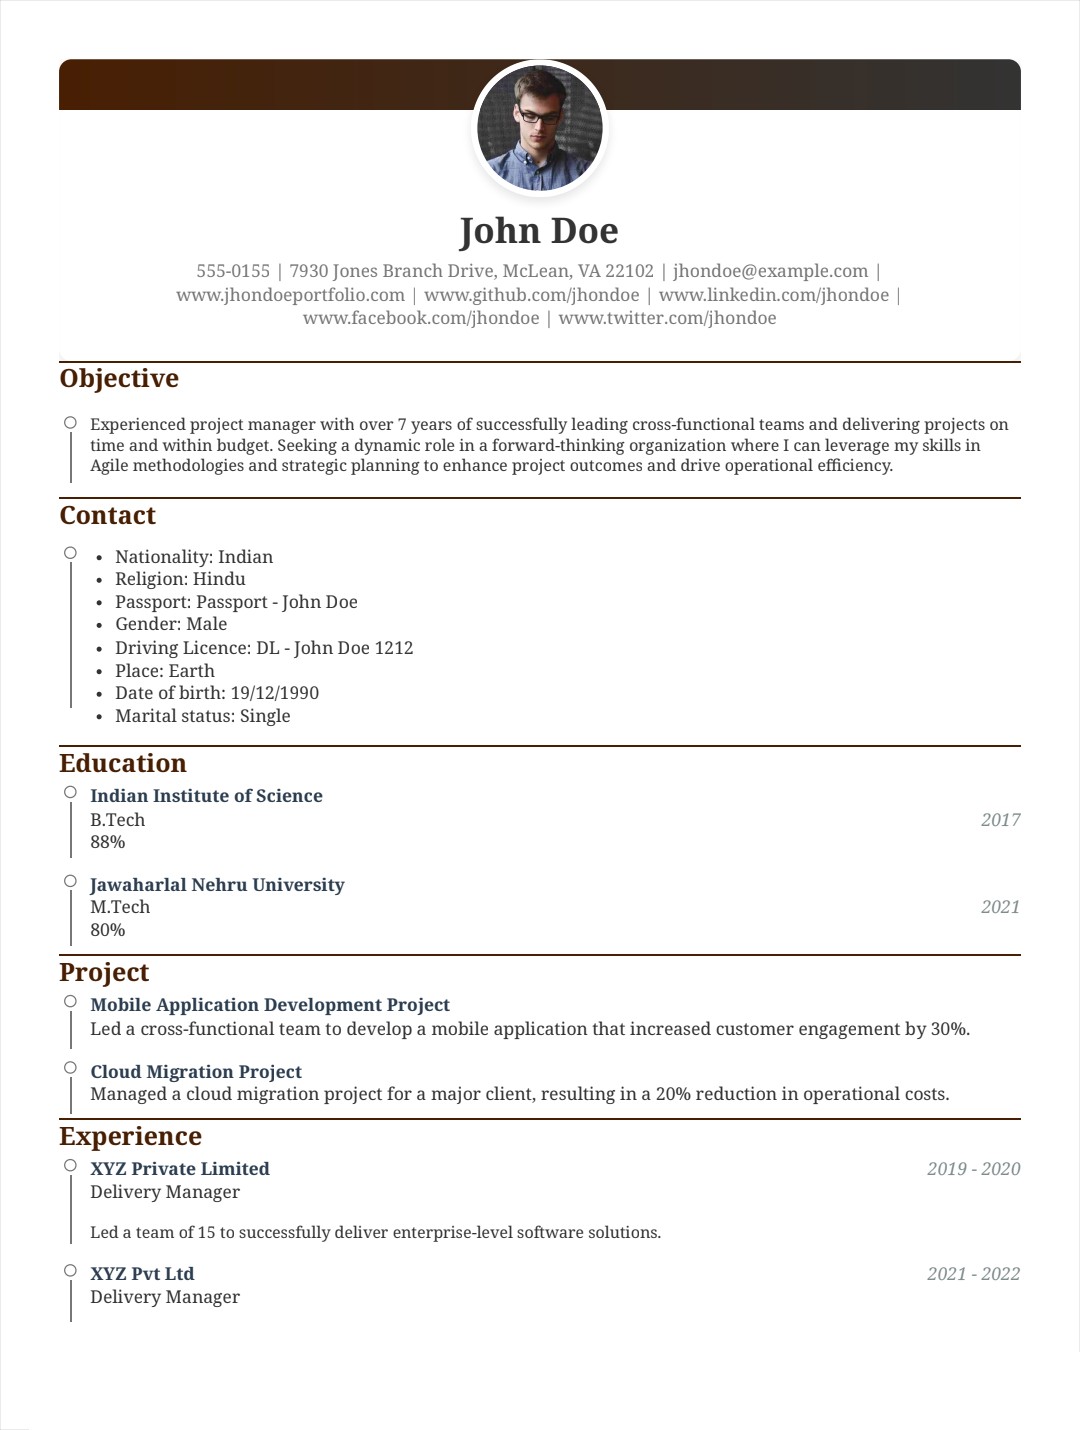 John Doe
555-0155 | 7930 Jones Branch Drive, McLean, VA 22102 | jhondoe@example.com |
www.jhondoeportfolio.com | www.github.com/jhondoe | www.linkedin.com/jhondoe |
www.facebook.com/jhondoe | www.twitter.com/jhondoe
Objective
Experienced project manager with over 7 years of successfully leading cross-functional teams and delivering projects on
time and within budget. Seeking a dynamic role in a forward-thinking organization where I can leverage my skills in
Agile methodologies and strategic planning to enhance project outcomes and drive operational efficiency.
Contact
• Nationality: Indian
• Religion: Hindu
• Passport: Passport - John Doe
• Gender: Male
• Driving Licence: DL - John Doe 1212
• Place: Earth
• Date of birth: 19/12/1990
• Marital status: Single
Education
Indian Institute of Science
B.Tech 2017
88%
Jawaharlal Nehru University
M.Tech 2021
80%
Project
Mobile Application Development Project
Led a cross-functional team to develop a mobile application that increased customer engagement by 30%.
Cloud Migration Project
Managed a cloud migration project for a major client, resulting in a 20% reduction in operational costs.
Experience
XYZ Private Limited 2019 - 2020
Delivery Manager
Led a team of 15 to successfully deliver enterprise-level software solutions.
XYZ Pvt Ltd 2021 - 2022
Delivery Manager